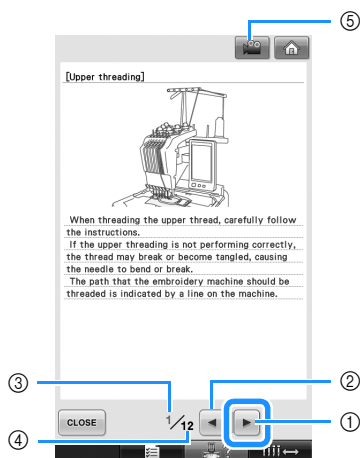 ⑤
[Upper threading]
When threading the upper thread, carefully follow
the instructions.
If the upper threading is not performing correctly,
the thread may break or become tangled, causing
the needle to bend or break.
The path that the embroidery machine should be
threaded is indicated by a line on the machine.
③
②
CLOSE
1/12
①
④
?